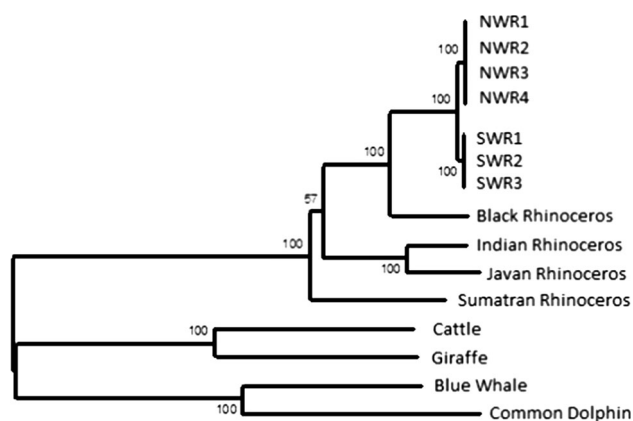 NWR1
100
NWR2
NWR3
100
NWR4
SWR1
100
SWR2
100
SWR3
57
Black Rhinoceros
100
Indian Rhinoceros
100
Javan Rhinoceros
Sumatran Rhinoceros
100
Cattle
Giraffe
Blue Whale
100
Common Dolphin